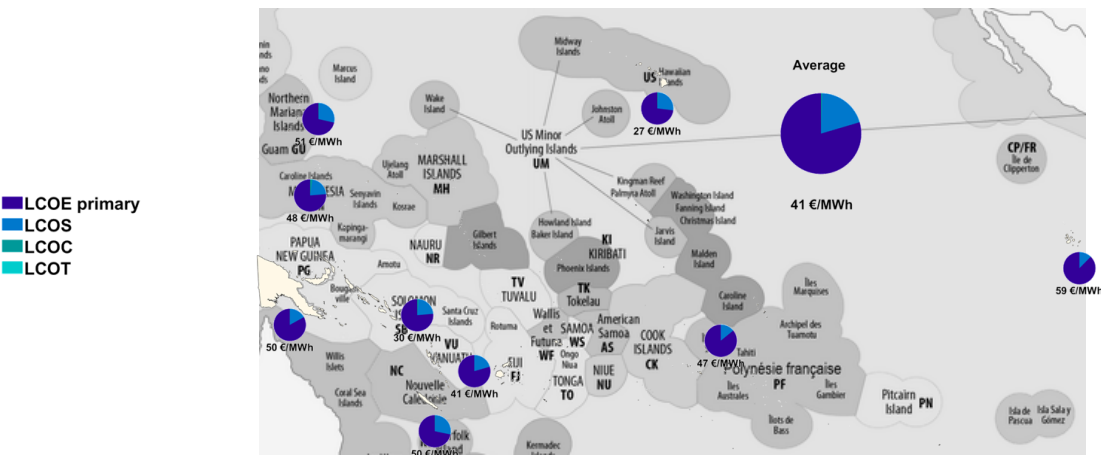 LCOE primary
LCOS
LCOC
LCOT
Average
41 €/MWh
Midway
Islands
US
Hawaiian
Marcus
Island
Northern
Islands
Guam GU
51 €/MWh
Wake
Island
Johnston
Atoll
27 €/MWh
US Minor
Outlying Islands
UM
CP/FR
Île de
Clipperton
Caroline Islands
48 €/MWh
Ujelang
Atoll
MARSHALL
ISLANDS
MH
Senyavin
Islands
Kosrae
Kapinga-
marangi
Kingman Reef
Palmyra Atoll
Washington Island
Fanning Island
Christmas Island
Howland Island
Baker Island
Jarvis
Island
PAPUA
NEW GUINEA
PG
NAURU
NR
Gilbert
Islands
KI
KIRIBATI
Phoenix Islands
Malden
Island
59 €/MWh
TV
TUVALU
TK
Tokelau
Caroline
Island
Îles
Marquises
50 €/MWh
30 €/MWh
Santa Cruz
Islands
Rotuma
Wallis
et
Futuna
WF
SAMOA
WS
American
Samoa
AS
COOK
ISLANDS
CK
Archipel des
Tuamotu
47 €/MWh
Tahiti
Polynésie française
PF
Îles
Australes
Îles
Gambier
Willis
Islets
Coral Sea
Islands
VU
41 €/MWh
FJ
Ongo
Niua
TONGA
TO
NIUE
NU
NC
Nouvelle
50 €/MWh
Kermadec
Îlots de
Bass
Pitcairn
Island
PN
Isla de
Pascua
Isla Sala y
Gómez